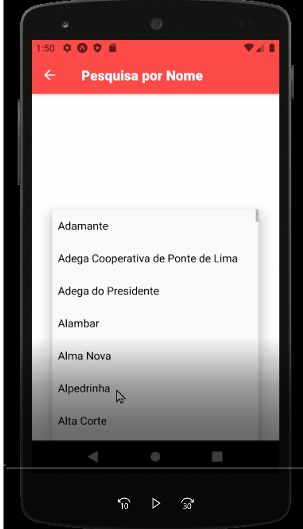 1:50
Pesquisa por Nome
Adamante
Adega Cooperativa de Ponte de Lima
Adega do Presidente
Alambar
Alma Nova
Alpedrinha
Alta Corte
10
30